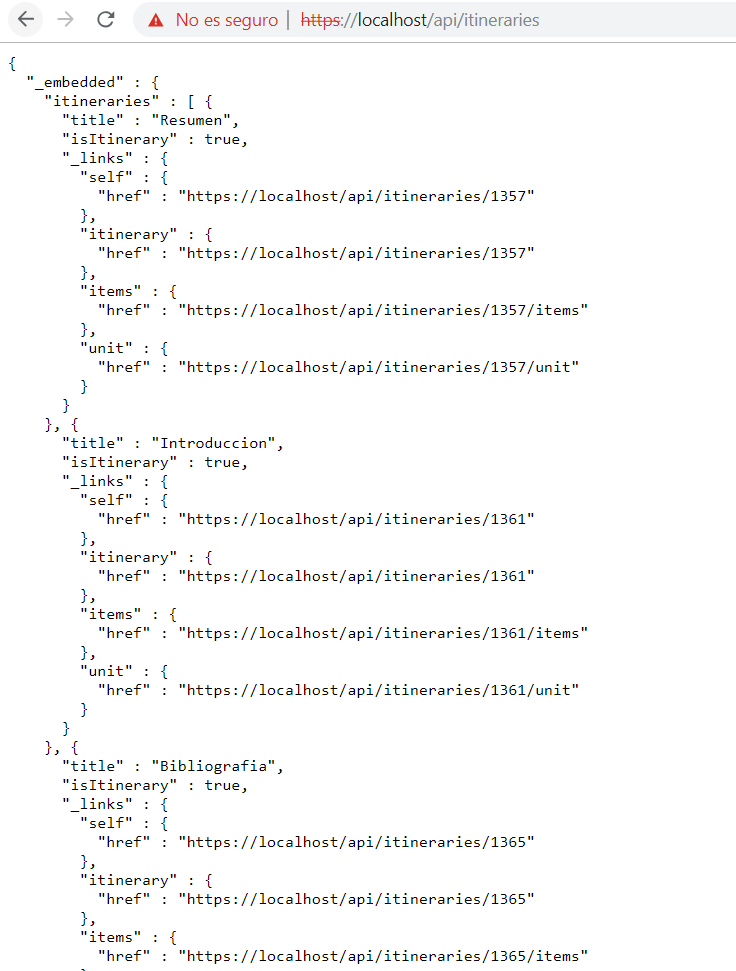 No es seguro | https://localhost/api/itineraries
{
  "_embedded" : {
    "itineraries" : [ {
      "title" : "Resumen",
      "isItinerary" : true,
      "_links" : {
        "self" : {
          "href" : "https://localhost/api/itineraries/1357"
        },
        "itinerary" : {
          "href" : "https://localhost/api/itineraries/1357"
        },
        "items" : {
          "href" : "https://localhost/api/itineraries/1357/items"
        },
        "unit" : {
          "href" : "https://localhost/api/itineraries/1357/unit"
        }
      }
    }, {
      "title" : "Introduccion",
      "isItinerary" : true,
      "_links" : {
        "self" : {
          "href" : "https://localhost/api/itineraries/1361"
        },
        "itinerary" : {
          "href" : "https://localhost/api/itineraries/1361"
        },
        "items" : {
          "href" : "https://localhost/api/itineraries/1361/items"
        },
        "unit" : {
          "href" : "https://localhost/api/itineraries/1361/unit"
        }
      }
    }, {
      "title" : "Bibliografia",
      "isItinerary" : true,
      "_links" : {
        "self" : {
          "href" : "https://localhost/api/itineraries/1365"
        },
        "itinerary" : {
          "href" : "https://localhost/api/itineraries/1365"
        },
        "items" : {
          "href" : "https://localhost/api/itineraries/1365/items"